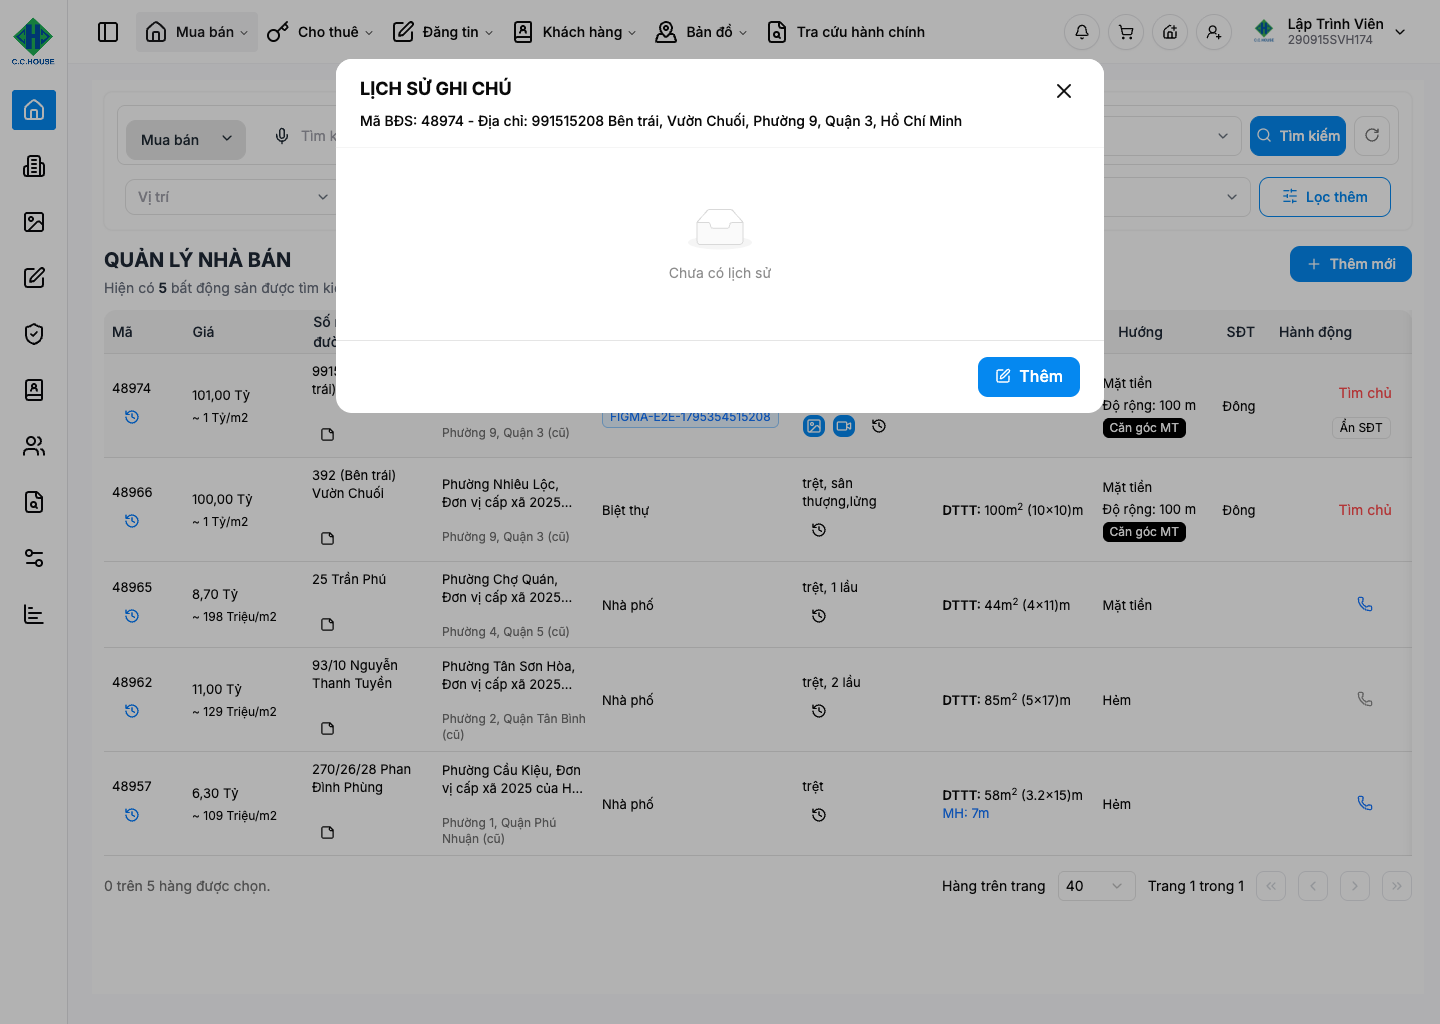 C.C.HOUSE
Mua bán
Cho thuê
Đăng tin
Khách hàng
Bản đồ
Tra cứu hành chính
Lập Trình Viên
290915SVH174
LỊCH SỬ GHI CHÚ
Mã BĐS: 48974 - Địa chỉ: 991515208 Bên trái, Vườn Chuối, Phường 9, Quận 3, Hồ Chí Minh
Chưa có lịch sử
Thêm
Mua bán
Tìm k
Tìm kiếm
Vị trí
Lọc thêm
QUẢN LÝ NHÀ BÁN
Hiện có 5 bất động sản được tìm ki
Thêm mới
Mã
Giá
Số
Hướng
SĐT
Hành động
48974
101,00 Tỷ
~ 1 Tỷ/m2
9915
trái)
Phường 9, Quận 3 (cũ)
FIGMA-E2E-1795354515208
Mặt tiền
Độ rộng: 100 m
Căn góc MT
Đông
Tìm chủ
Ẩn SĐT
48966
100,00 Tỷ
~ 1 Tỷ/m2
392 (Bên trái)
Vườn Chuối
Phường Nhiêu Lộc,
Đơn vị cấp xã 2025...
Phường 9, Quận 3 (cũ)
Biệt thự
trệt, sân
thượng,lửng
DTTT: 100m2 (10x10)m
Mặt tiền
Độ rộng: 100 m
Căn góc MT
Đông
Tìm chủ
48965
8,70 Tỷ
~ 198 Triệu/m2
25 Trần Phú
Phường Chợ Quán,
Đơn vị cấp xã 2025...
Phường 4, Quận 5 (cũ)
Nhà phố
trệt, 1 lầu
DTTT: 44m2 (4x11)m
Mặt tiền
48962
11,00 Tỷ
~ 129 Triệu/m2
93/10 Nguyễn
Thanh Tuyền
Phường Tân Sơn Hòa,
Đơn vị cấp xã 2025...
Phường 2, Quận Tân Bình
(cũ)
Nhà phố
trệt, 2 lầu
DTTT: 85m2 (5x17)m
Hẻm
48957
6,30 Tỷ
~ 109 Triệu/m2
270/26/28 Phan
Đình Phùng
Phường Cầu Kiệu, Đơn
vị cấp xã 2025 của H...
Phường 1, Quận Phú
Nhuận (cũ)
Nhà phố
trệt
DTTT: 58m2 (3.2x15)m
MH: 7m
Hẻm
0 trên 5 hàng được chọn.
Hàng trên trang
40
Trang 1 trong 1